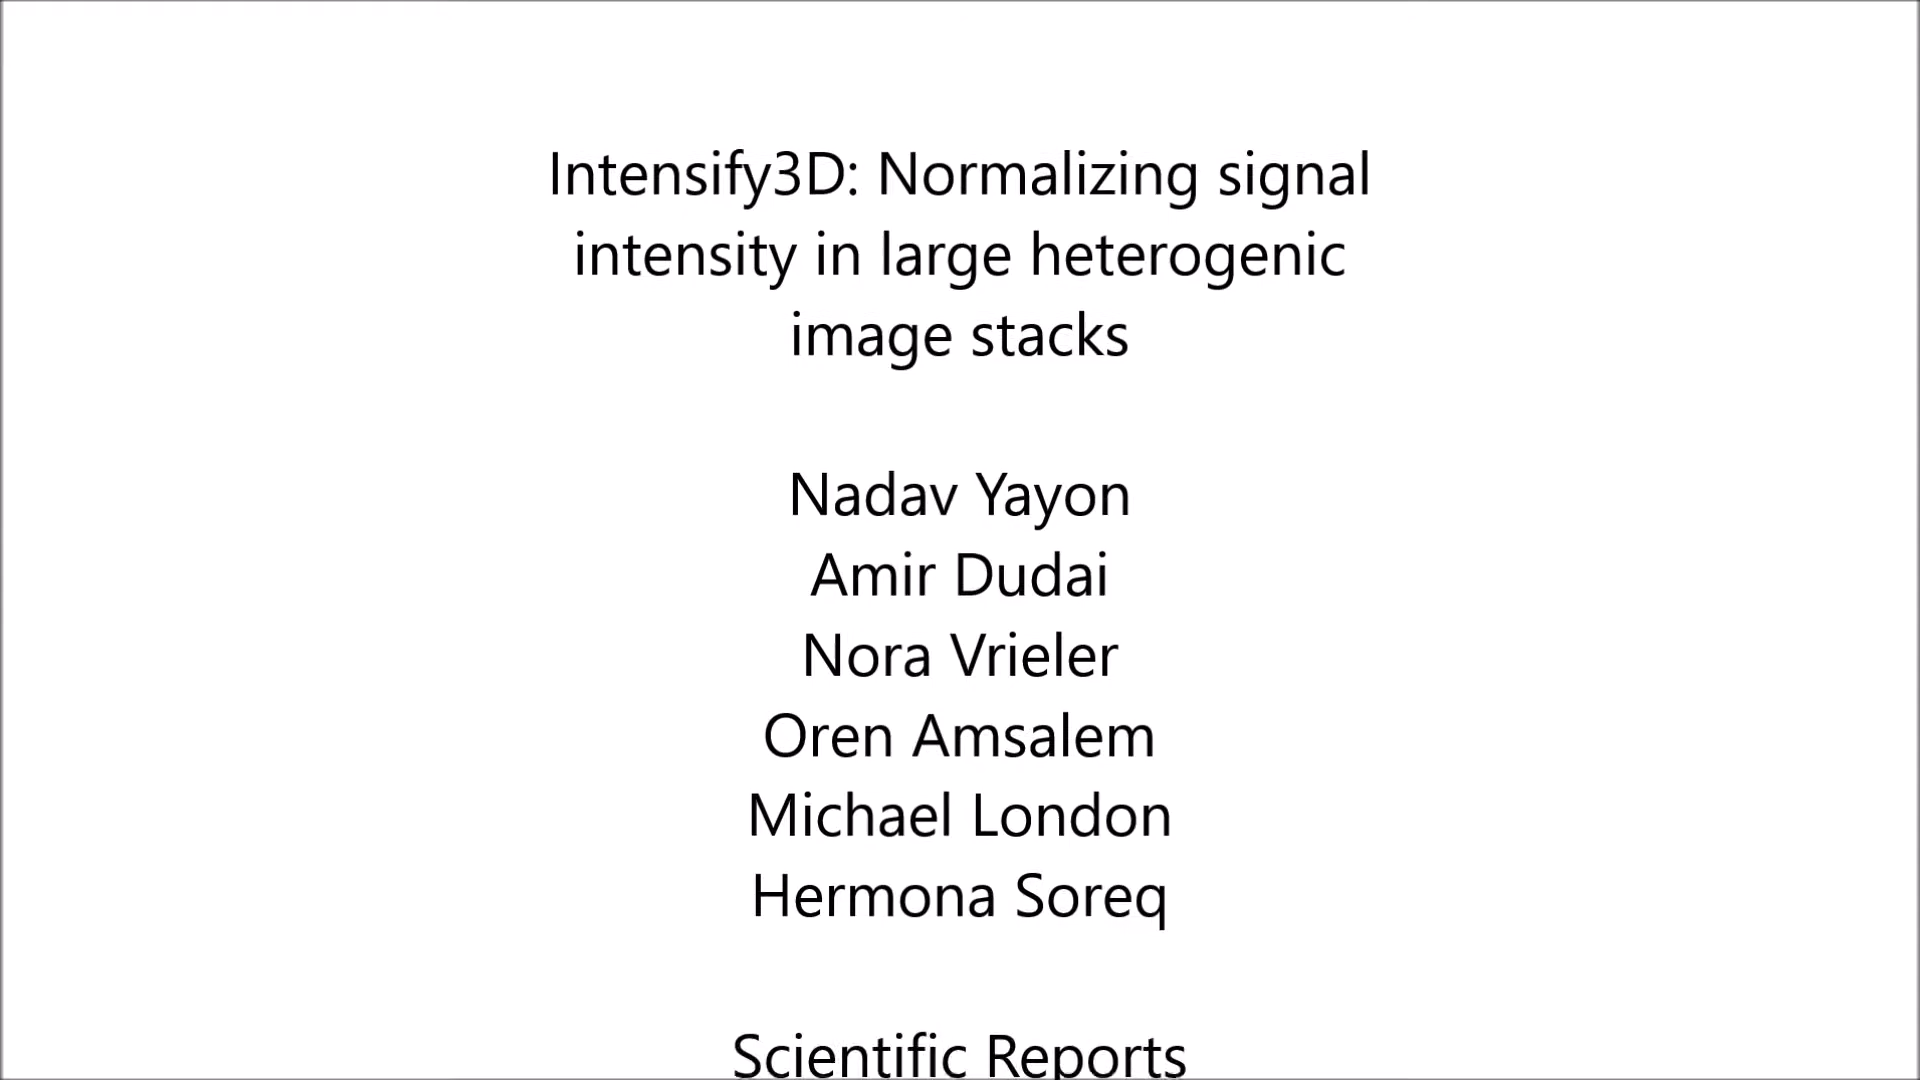 Intensify3D: Normalizing signal
intensity in large heterogenic
image stacks
Nadav Yayon
Amir Dudai
Nora Vrieler
Oren Amsalem
Michael London
Hermona Soreq
Scientific Reports